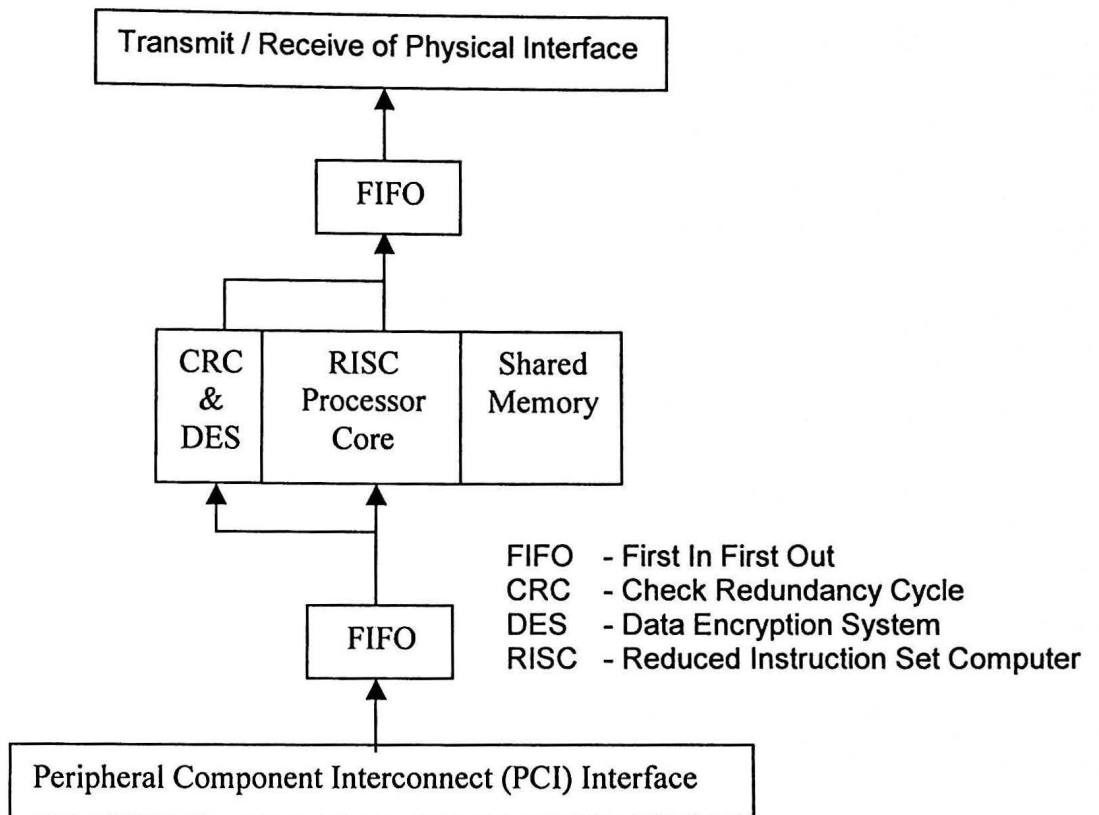 Transmit / Receive of Physical Interface
FIFO
CRC
&
DES
RISC
Processor
Core
Shared
Memory
FIFO
FIFO - First In First Out
CRC - Check Redundancy Cycle
DES - Data Encryption System
RISC - Reduced Instruction Set Computer
Peripheral Component Interconnect (PCI) Interface